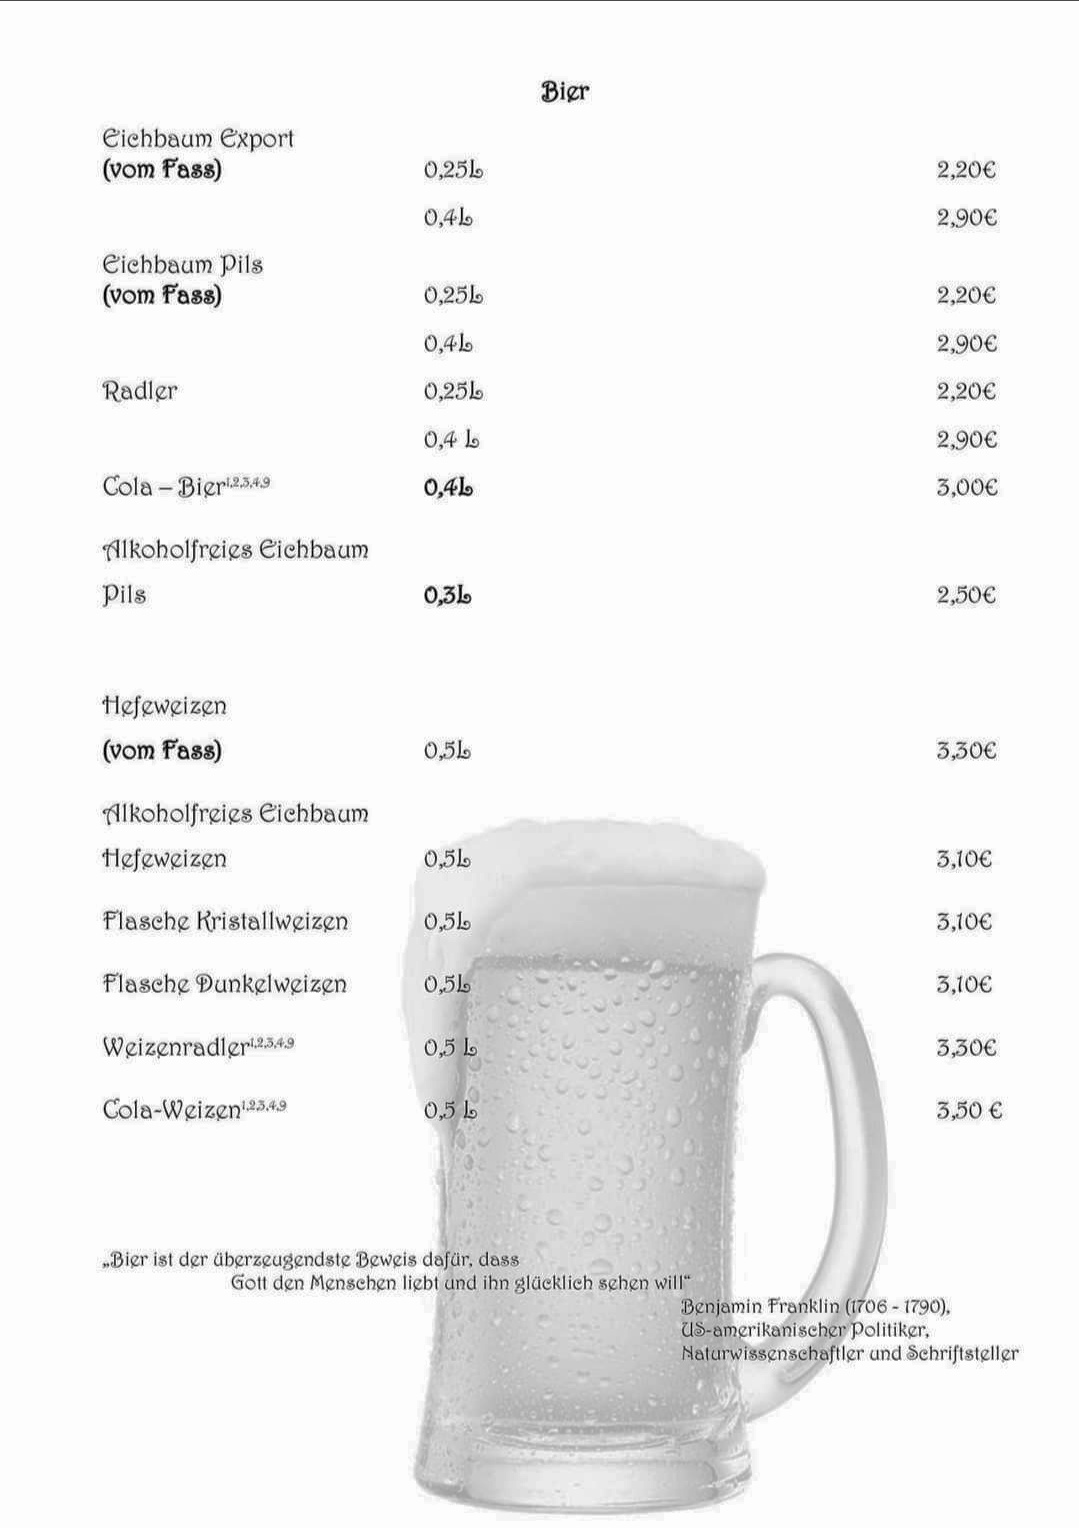 Bier
Eichbaum Export
(vom Fass) 0,25L 2,20€
0,4L 2,90€
Eichbaum Pils
(vom Fass) 0,25L 2,20€
0,4L 2,90€
Radler 0,25L 2,20€
0,4 L 2,90€
Cola – Bier1,2,3,4,9 0,4L 3,00€
Alkoholfreies Eichbaum
Pils 0,3L 2,50€
Hefeweizen
(vom Fass) 0,5L 3,30€
Alkoholfreies Eichbaum
Hefeweizen 0,5L 3,10€
Flasche Kristallweizen 0,5L 3,10€
Flasche Dunkelweizen 0,5L 3,10€
Weizenradler1,2,3,4,9 0,5 L 3,30€
Cola-Weizen1,2,3,4,9 0,5 L 3,50 €
„Bier ist der überzeugendste Beweis dafür, dass
Gott den Menschen liebt und ihn glücklich sehen will“
Benjamin Franklin (1706 - 1790),
US-amerikanischer Politiker,
Naturwissenschaftler und Schriftsteller